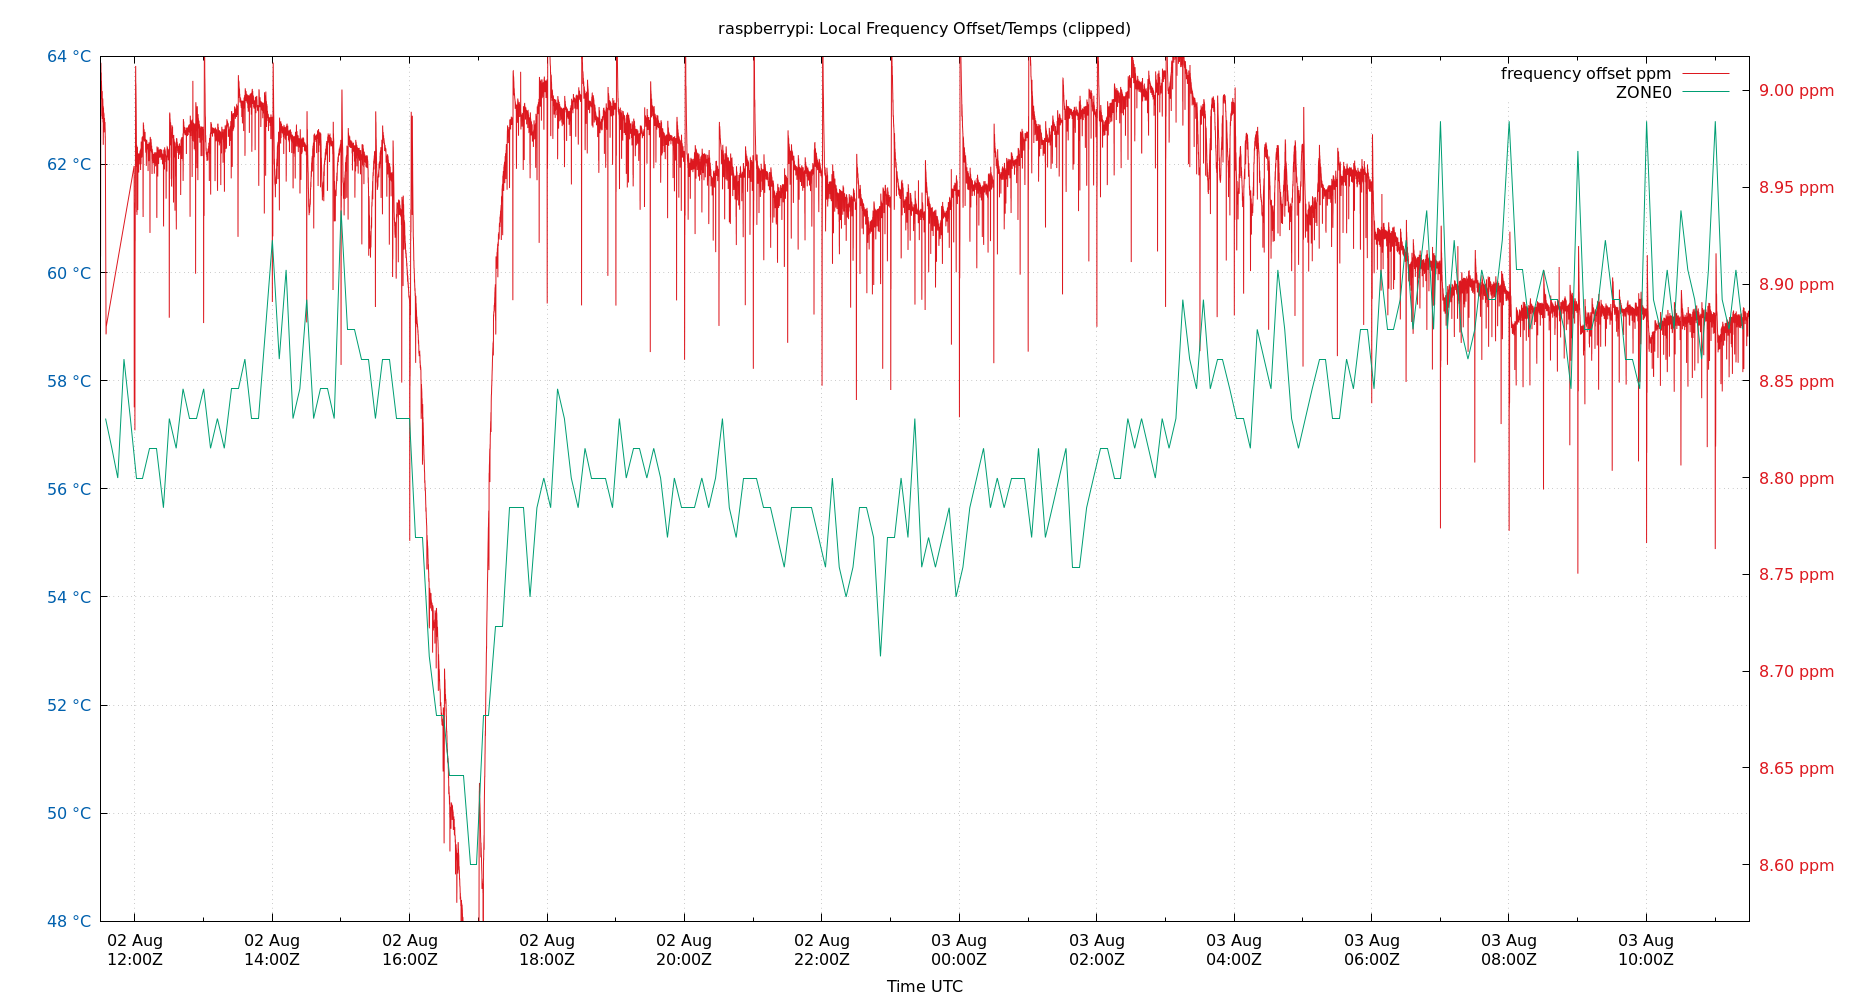 raspberrypi: Local Frequency Offset/Temps (clipped)
frequency offset ppm
ZONE0
64 °C
62 °C
60 °C
58 °C
56 °C
54 °C
52 °C
50 °C
48 °C
9.00 ppm
8.95 ppm
8.90 ppm
8.85 ppm
8.80 ppm
8.75 ppm
8.70 ppm
8.65 ppm
8.60 ppm
02 Aug 02 Aug 02 Aug 02 Aug 02 Aug 02 Aug 03 Aug 03 Aug 03 Aug 03 Aug 03 Aug 03 Aug
12:00Z 14:00Z 16:00Z 18:00Z 20:00Z 22:00Z 00:00Z 02:00Z 04:00Z 06:00Z 08:00Z 10:00Z
Time UTC